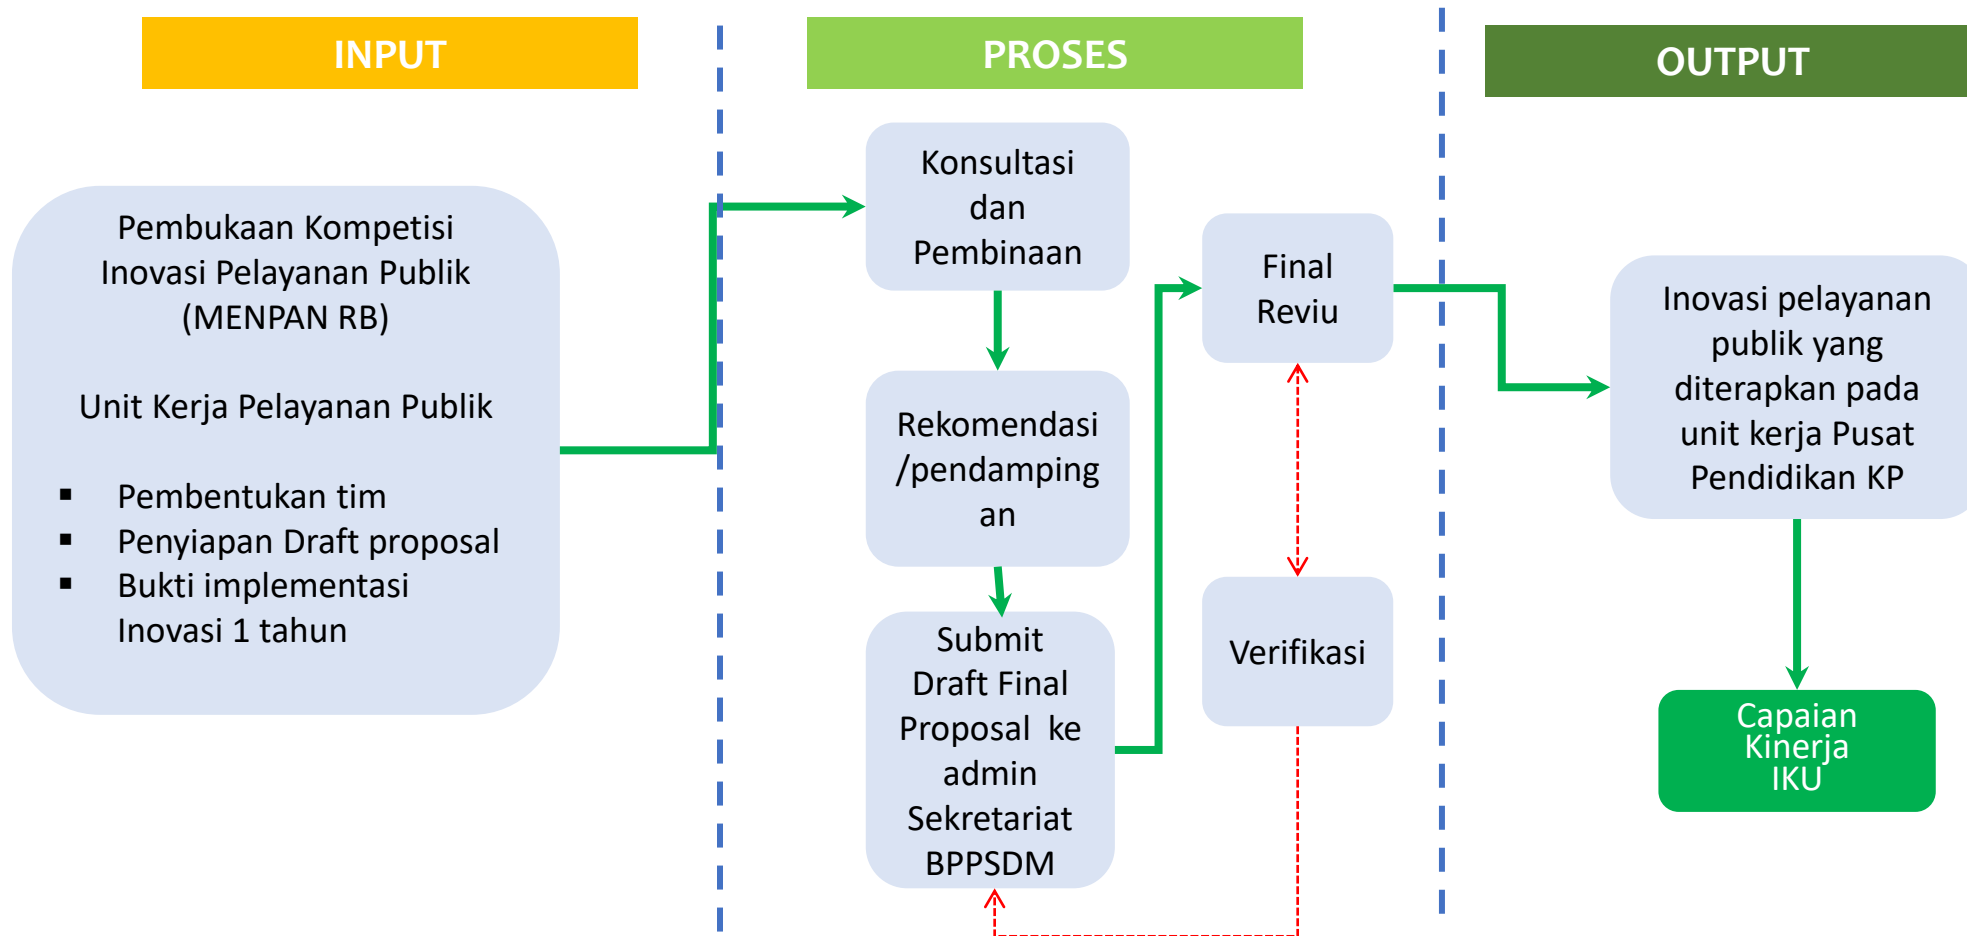 INPUT
PROSES
OUTPUT
Pembukaan Kompetisi
Inovasi Pelayanan Publik
(MENPAN RB)
Unit Kerja Pelayanan Publik
▪ Pembentukan tim
▪ Penyiapan Draft proposal
▪ Bukti implementasi
Inovasi 1 tahun
Konsultasi
dan
Pembinaan
Rekomendasi
/pendamping
an
Submit
Draft Final
Proposal ke
admin
Sekretariat
BPPSDM
Final
Reviu
Verifikasi
Inovasi pelayanan
publik yang
diterapkan pada
unit kerja Pusat
Pendidikan KP
Capaian
Kinerja
IKU